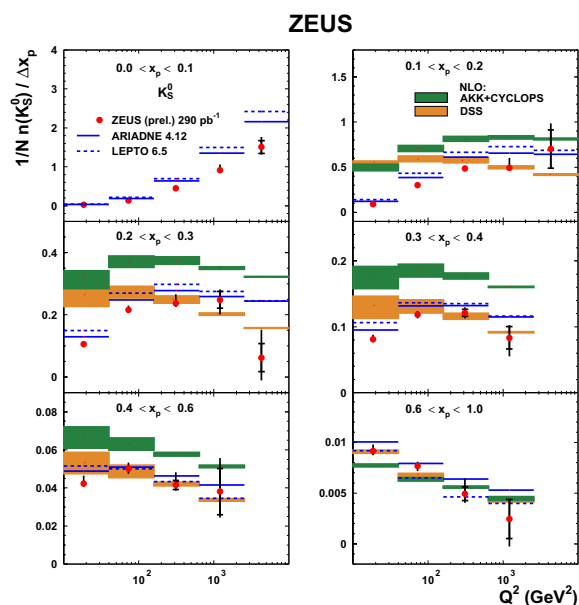 ZEUS
1/N n(K⁰S) / Δxp
0.0 < xp < 0.1
K⁰S
ZEUS (prel.) 290 pb⁻¹
ARIADNE 4.12
LEPTO 6.5
4
3
2
1
0
0.1 < xp < 0.2
NLO:
AKK+CYCLOPS
DSS
1.5
1
0.5
0
0.2 < xp < 0.3
0.4
0.2
0
0.3 < xp < 0.4
0.2
0.1
0
0.4 < xp < 0.6
0.08
0.06
0.04
0.02
0
0.6 < xp < 1.0
0.01
0.005
0
10² 10³
10² 10³
Q² (GeV²)